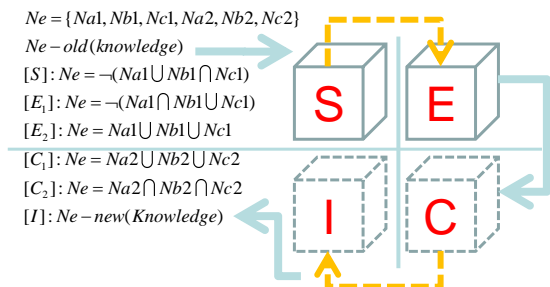 Ne = {Na1, Nb1, Nc1, Na2, Nb2, Nc2}
Ne − old(knowledge)
[S]: Ne = ¬(Na1⋃Nb1⋂Nc1)
[E₁]: Ne = ¬(Na1⋂Nb1⋃Nc1)
[E₂]: Ne = Na1⋃Nb1⋃Nc1
[C₁]: Ne = Na2⋃Nb2⋃Nc2
[C₂]: Ne = Na2⋂Nb2⋂Nc2
[I]: Ne − new(Knowledge)
S E
I C